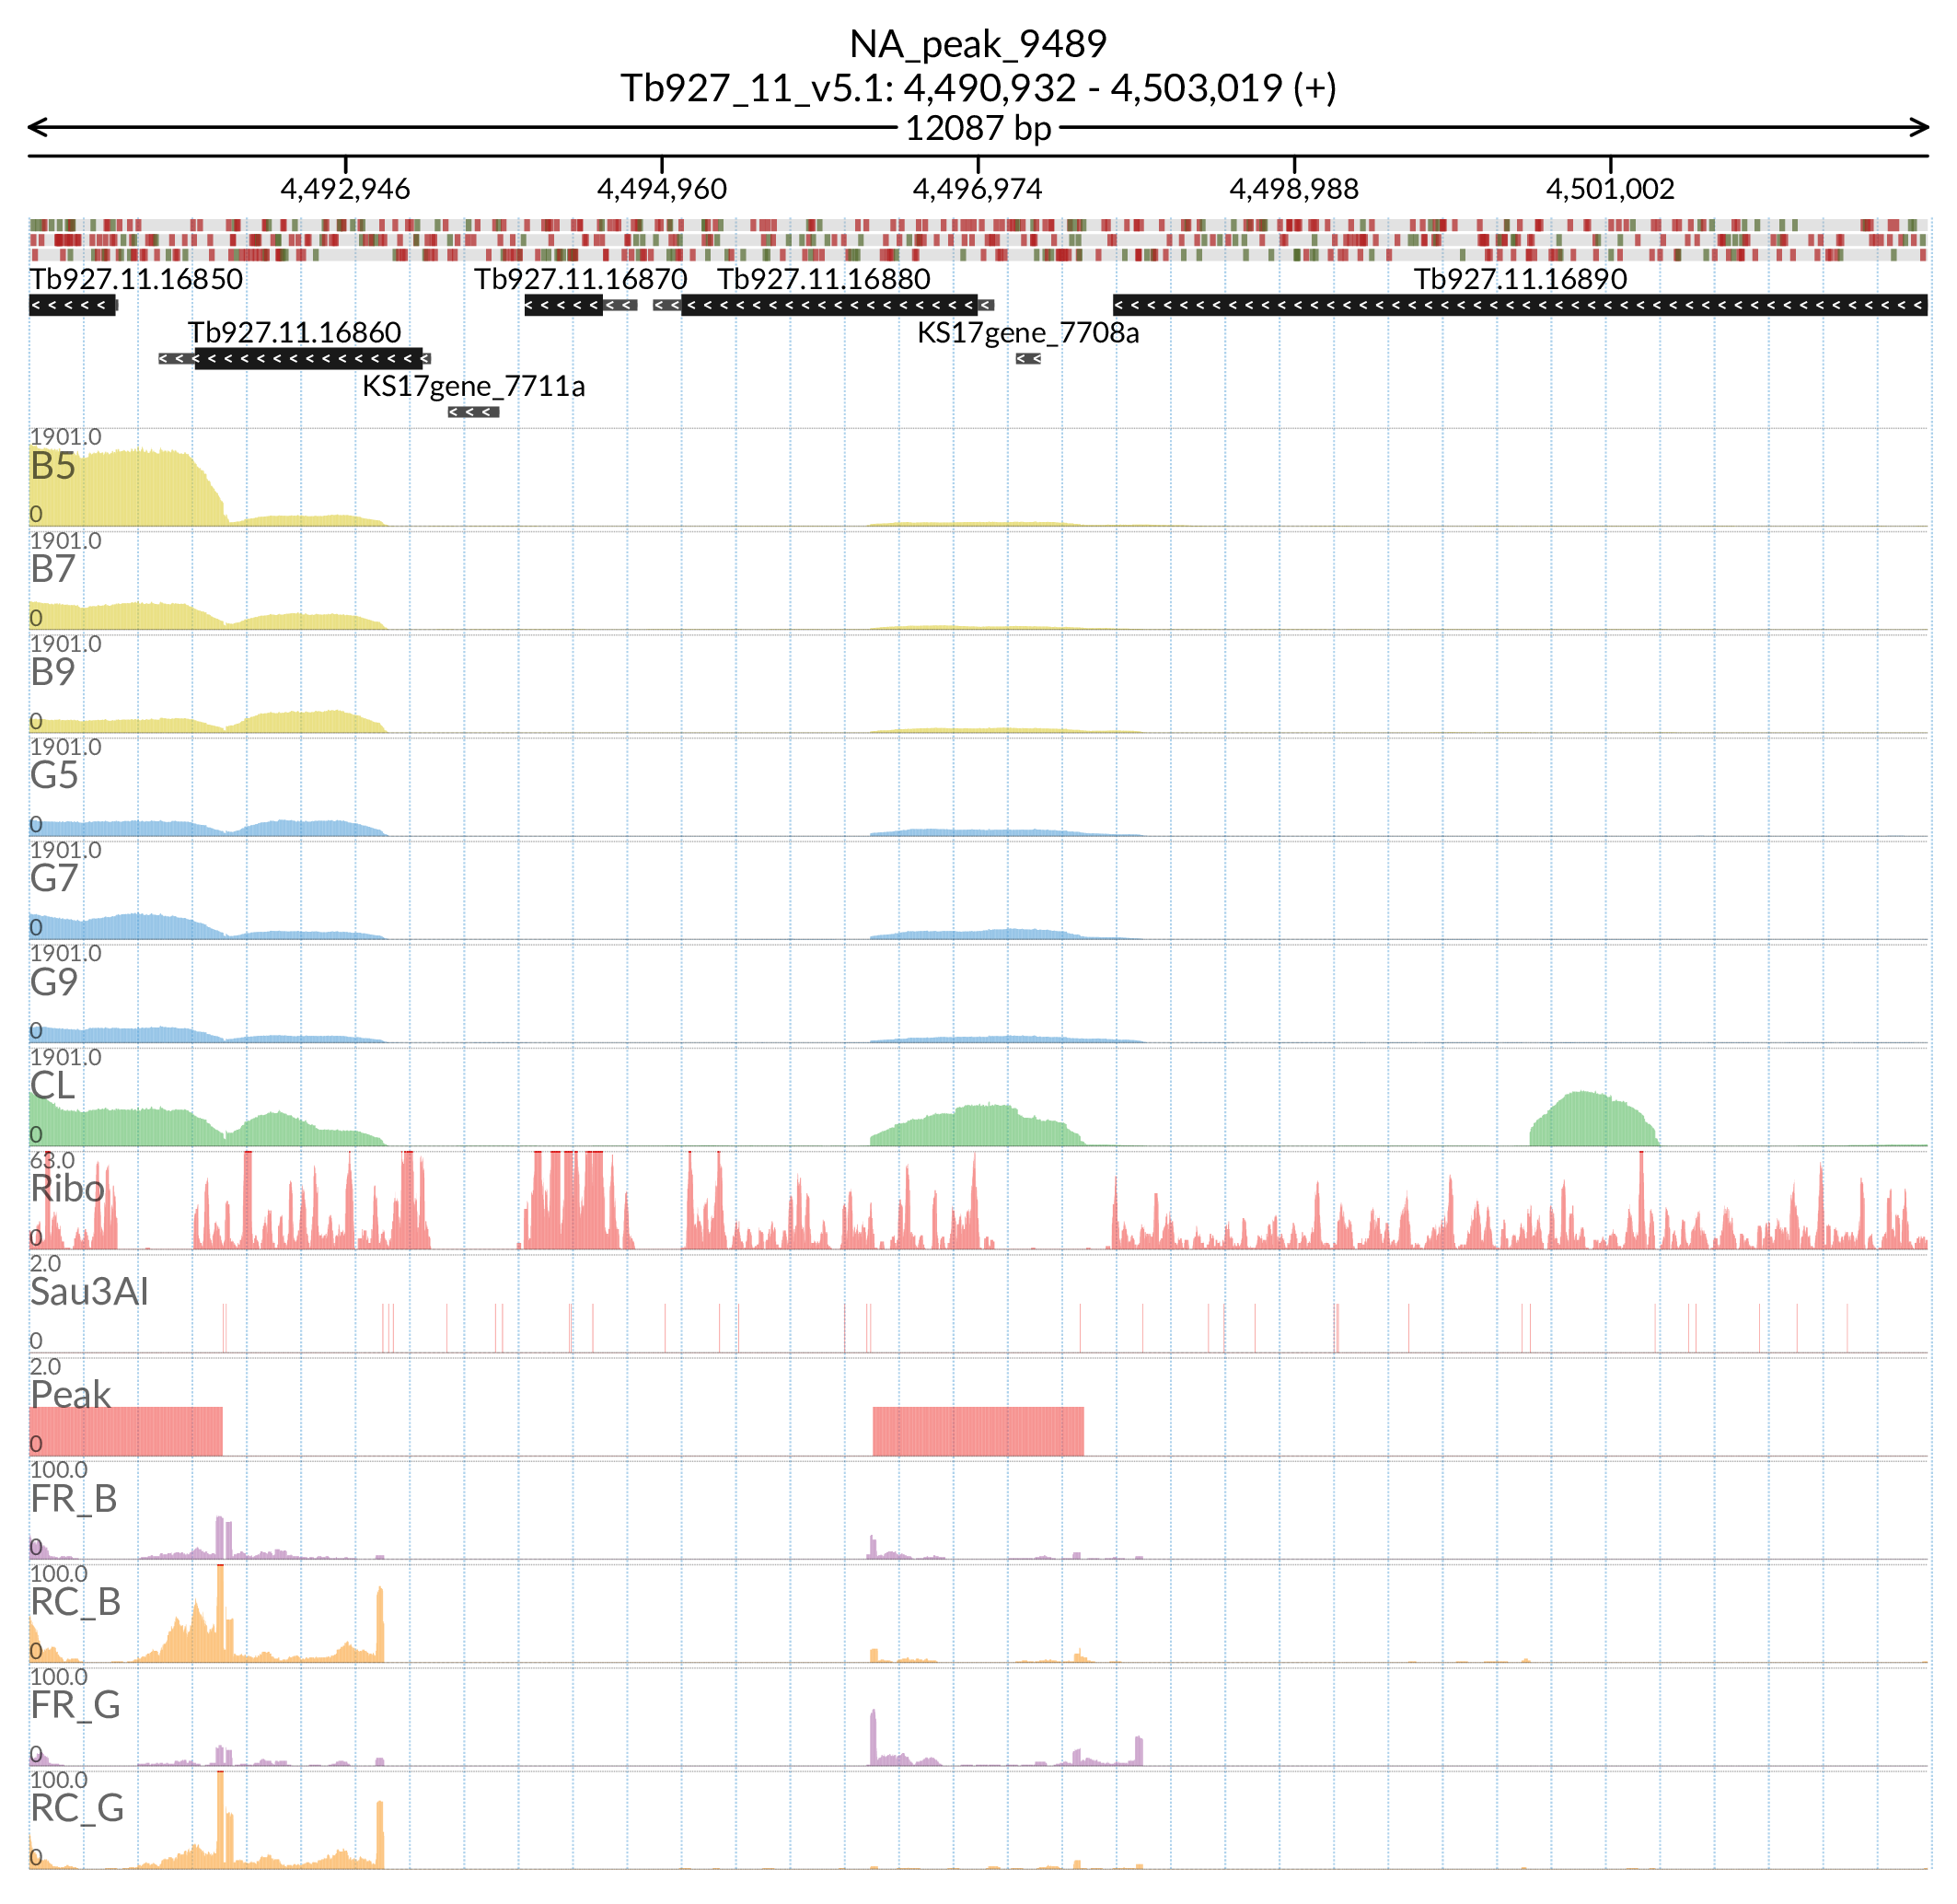 NA_peak_9489
Tb927_11_v5.1: 4,490,932 - 4,503,019 (+)
12087 bp
4,492,946 4,494,960 4,496,974 4,498,988 4,501,002
Tb927.11.16850 Tb927.11.16870 Tb927.11.16880 Tb927.11.16890
Tb927.11.16860 KS17gene_7708a
KS17gene_7711a
1901.0
B5
0
1901.0
B7
0
1901.0
B9
0
1901.0
G5
0
1901.0
G7
0
1901.0
G9
0
1901.0
CL
0
63.0
Ribo
0
2.0
Sau3AI
0
2.0
Peak
0
100.0
FR_B
0
100.0
RC_B
0
100.0
FR_G
0
100.0
RC_G
0